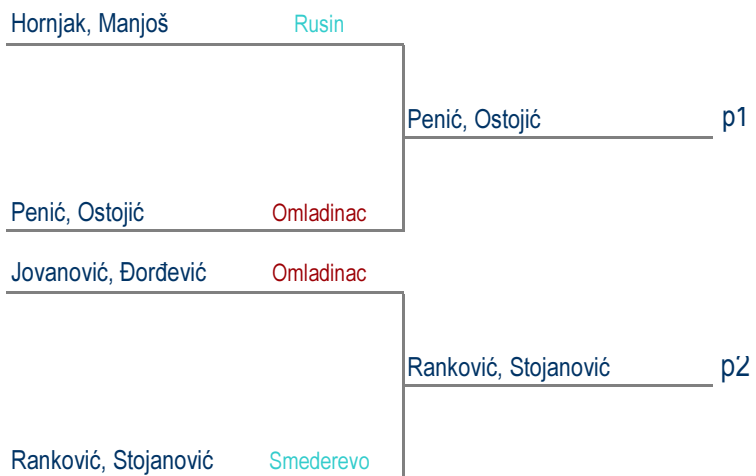 Hornjak, Manjoš Rusin
Penić, Ostojić p1
Penić, Ostojić Omladinac
Jovanović, Đorđević Omladinac
Ranković, Stojanović p2
Ranković, Stojanović Smederevo